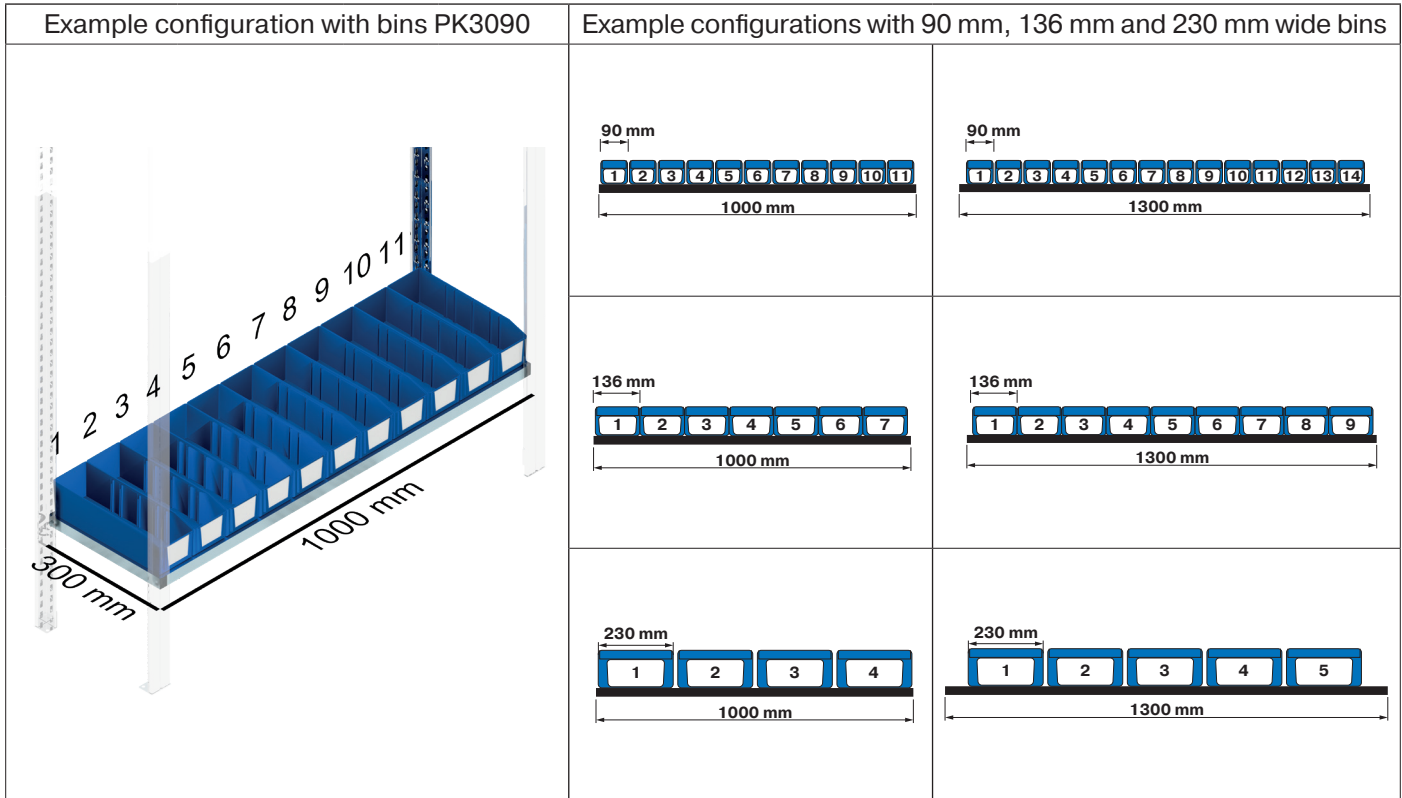 Example configuration with bins PK3090
Example configurations with 90 mm, 136 mm and 230 mm wide bins
1 2 3 4 5 6 7 8 9 10 11
300 mm
1000 mm
90 mm
1 2 3 4 5 6 7 8 9 10 11
1000 mm
90 mm
1 2 3 4 5 6 7 8 9 10 11 12 13 14
1300 mm
136 mm
1 2 3 4 5 6 7
1000 mm
136 mm
1 2 3 4 5 6 7 8 9
1300 mm
230 mm
1 2 3 4
1000 mm
230 mm
1 2 3 4 5
1300 mm